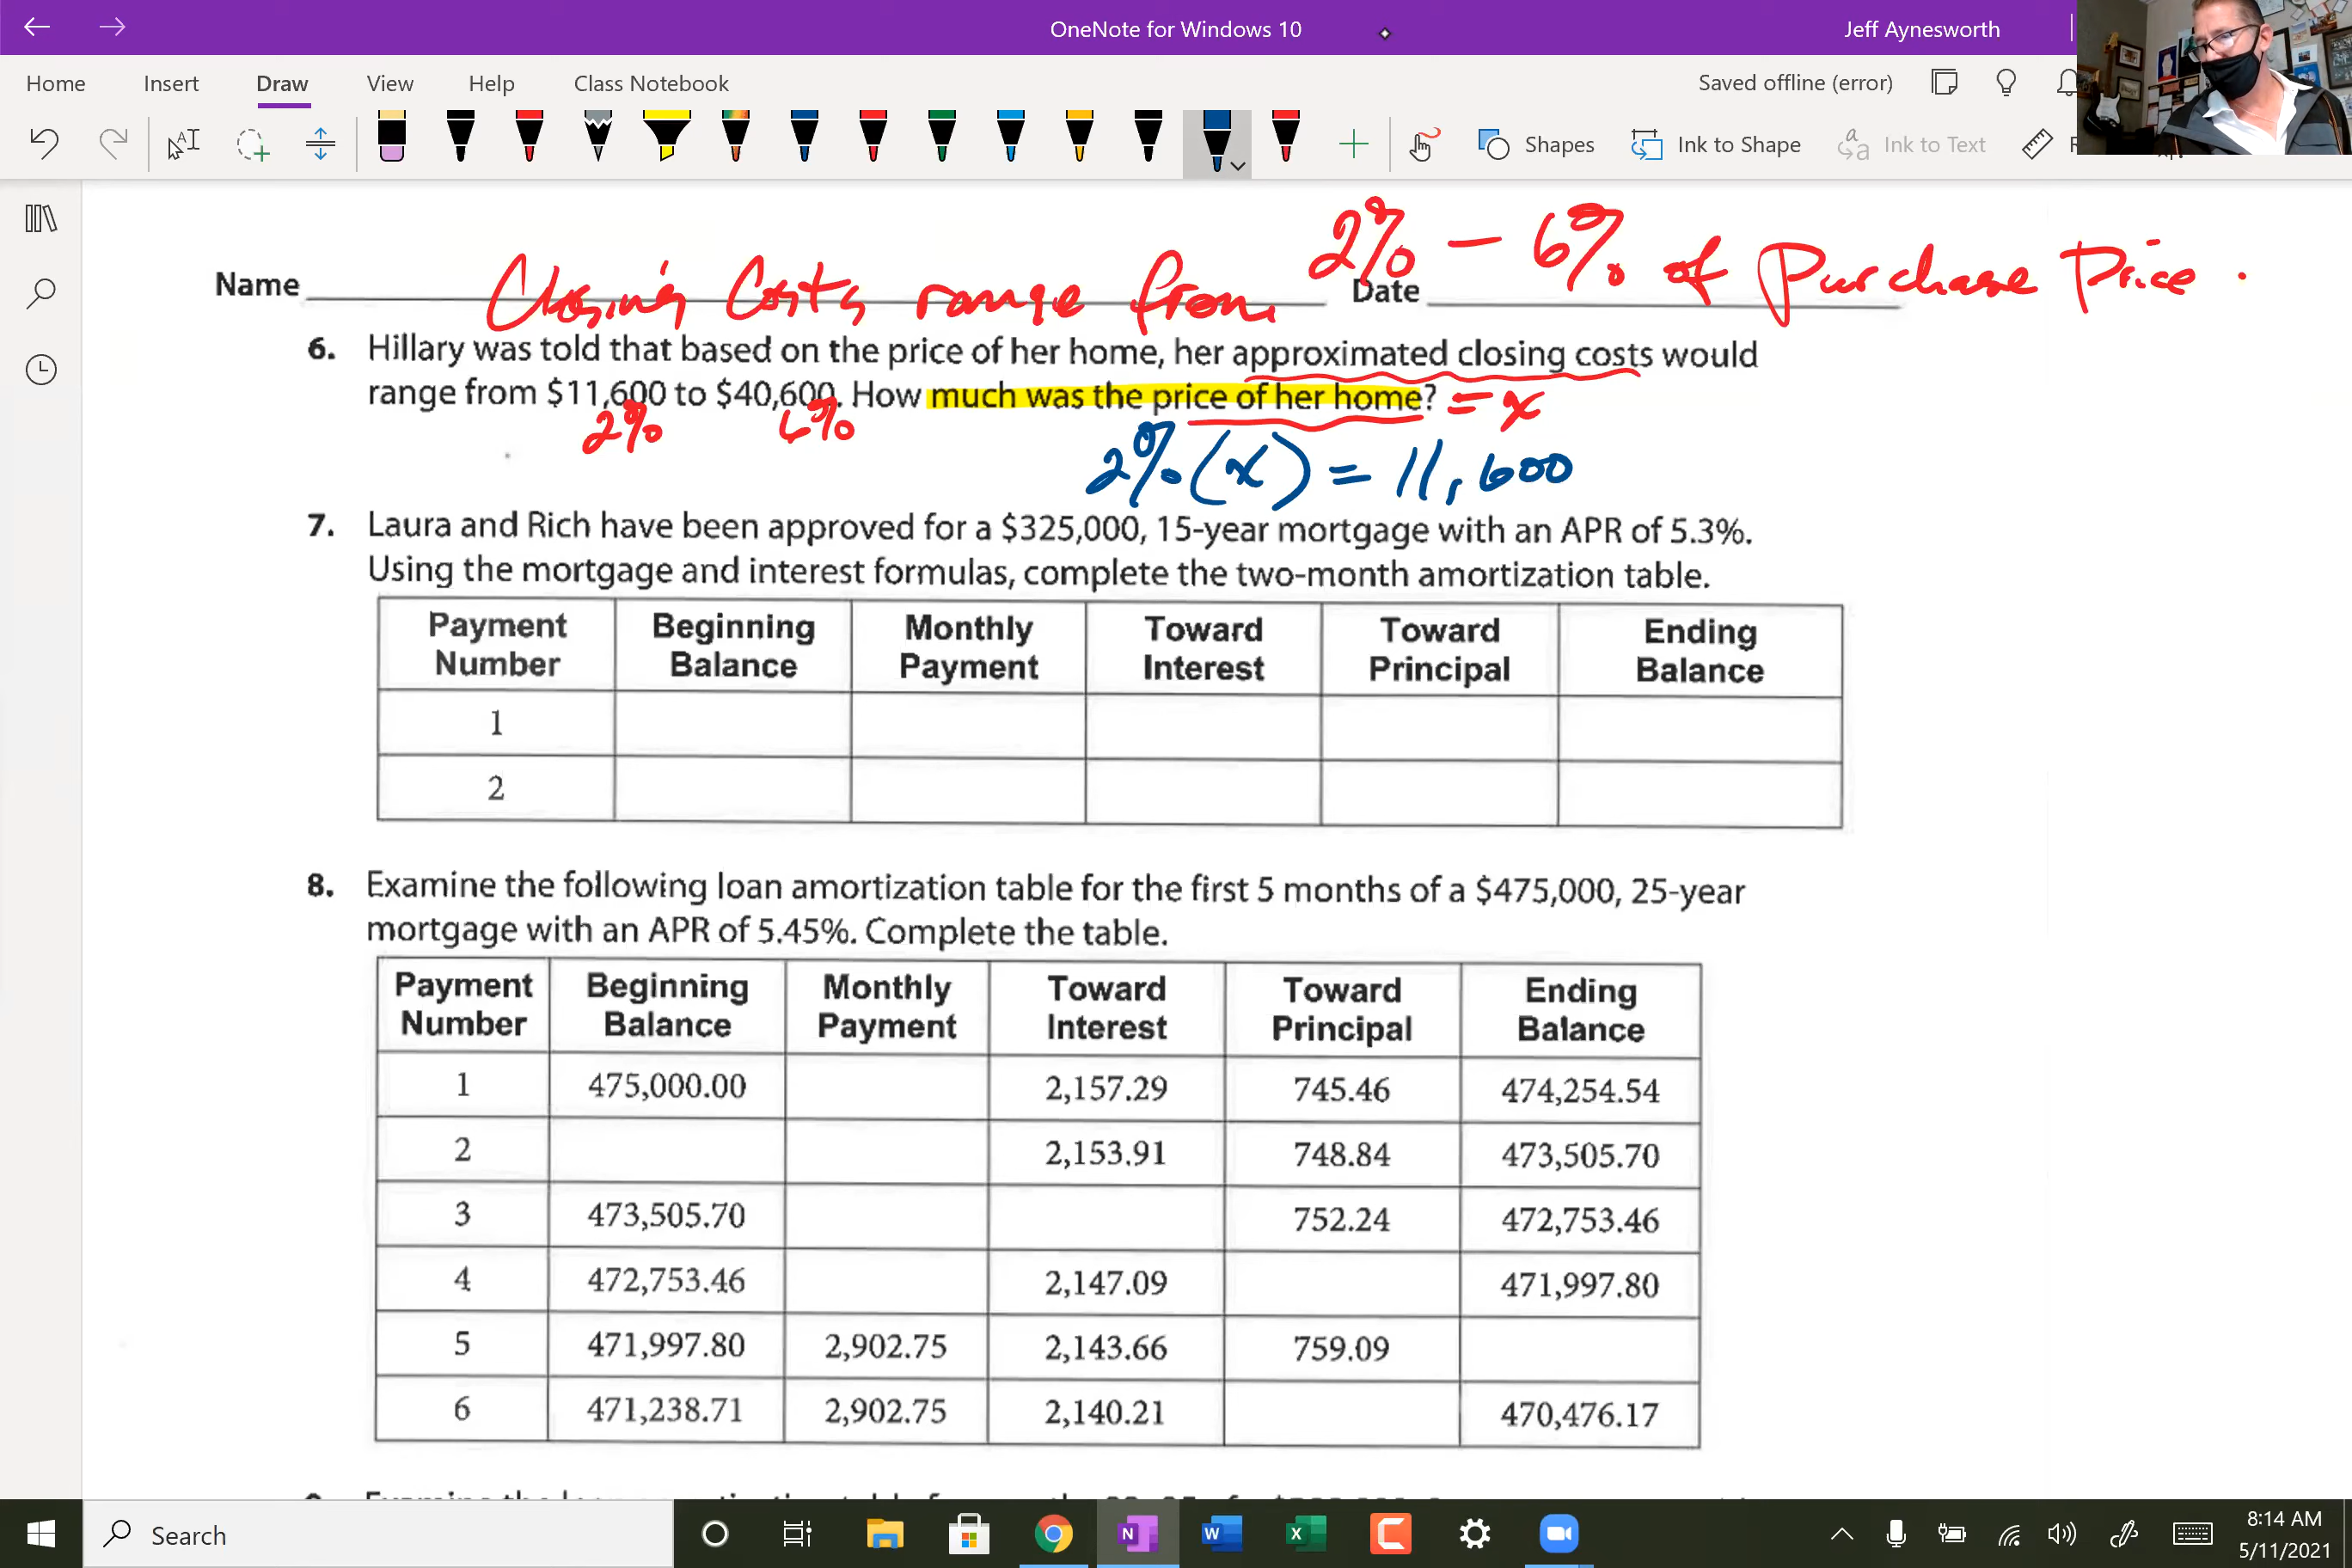 OneNote for Windows 10
Jeff Aynesworth
Home Insert Draw View Help Class Notebook
Saved offline (error)
Shapes Ink to Shape Ink to Text
Closing Costs range from 2% - 6% of Purchase Price.
Name Date
6. Hillary was told that based on the price of her home, her approximated closing costs would
range from $11,600 to $40,600. How much was the price of her home? = x
2% 6%
2%(x) = 11,600
7. Laura and Rich have been approved for a $325,000, 15-year mortgage with an APR of 5.3%.
Using the mortgage and interest formulas, complete the two-month amortization table.
Payment Number Beginning Balance Monthly Payment Toward Interest Toward Principal Ending Balance
1
2
8. Examine the following loan amortization table for the first 5 months of a $475,000, 25-year
mortgage with an APR of 5.45%. Complete the table.
Payment Number Beginning Balance Monthly Payment Toward Interest Toward Principal Ending Balance
1 475,000.00 2,157.29 745.46 474,254.54
2 2,153.91 748.84 473,505.70
3 473,505.70 752.24 472,753.46
4 472,753.46 2,147.09 471,997.80
5 471,997.80 2,902.75 2,143.66 759.09
6 471,238.71 2,902.75 2,140.21 470,476.17
Search
8:14 AM
5/11/2021